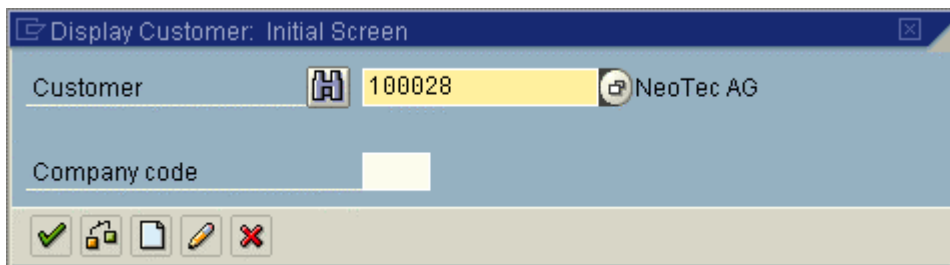 Display Customer: Initial Screen
Customer 100028 NeoTec AG
Company code